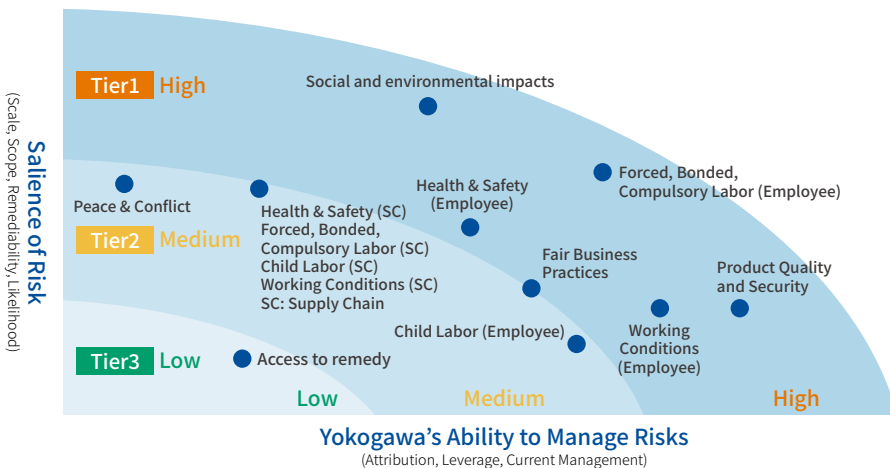 Tier1 High
Social and environmental impacts
Forced, Bonded,
Compulsory Labor (Employee)
Health & Safety
(Employee)
Peace & Conflict
Tier2 Medium
Health & Safety (SC)
Forced, Bonded,
Compulsory Labor (SC)
Child Labor (SC)
Working Conditions (SC)
SC: Supply Chain
Fair Business
Practices
Product Quality
and Security
Child Labor (Employee)
Working
Conditions
(Employee)
Tier3 Low
Access to remedy
Low
Medium
High
Salience of Risk
(Scale, Scope, Remediability, Likelihood)
Yokogawa’s Ability to Manage Risks
(Attribution, Leverage, Current Management)